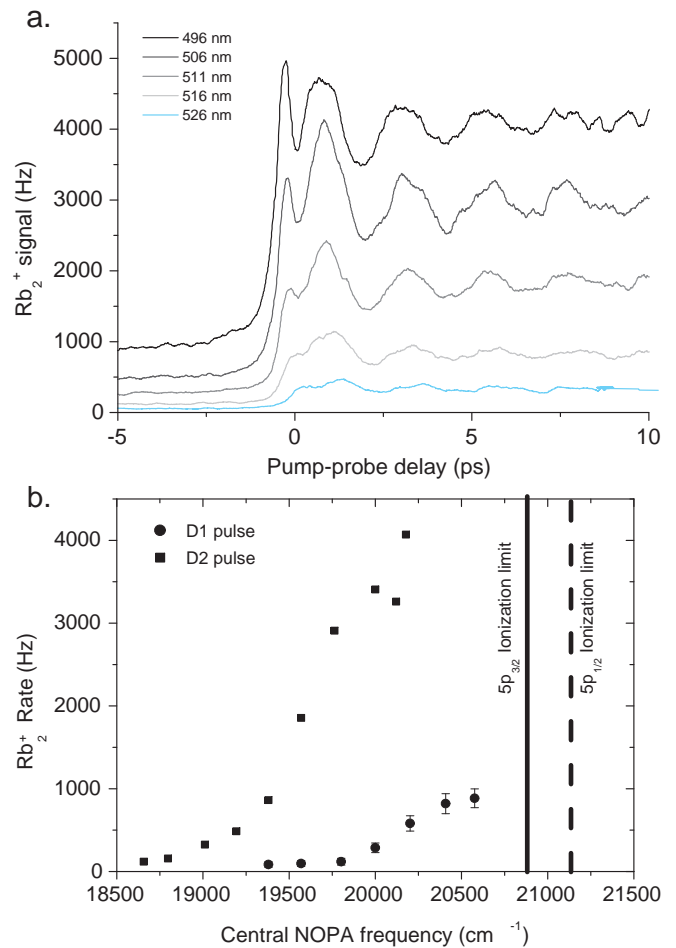 a.
496 nm
506 nm
511 nm
516 nm
526 nm
5000
4000
3000
2000
1000
0
Rb2+ signal (Hz)
-5
0
5
10
Pump-probe delay (ps)
b.
D1 pulse
D2 pulse
4000
3000
2000
1000
0
Rb2+ Rate (Hz)
5p3/2 Ionization limit
5p1/2 Ionization limit
18500
19000
19500
20000
20500
21000
21500
Central NOPA frequency (cm -1)